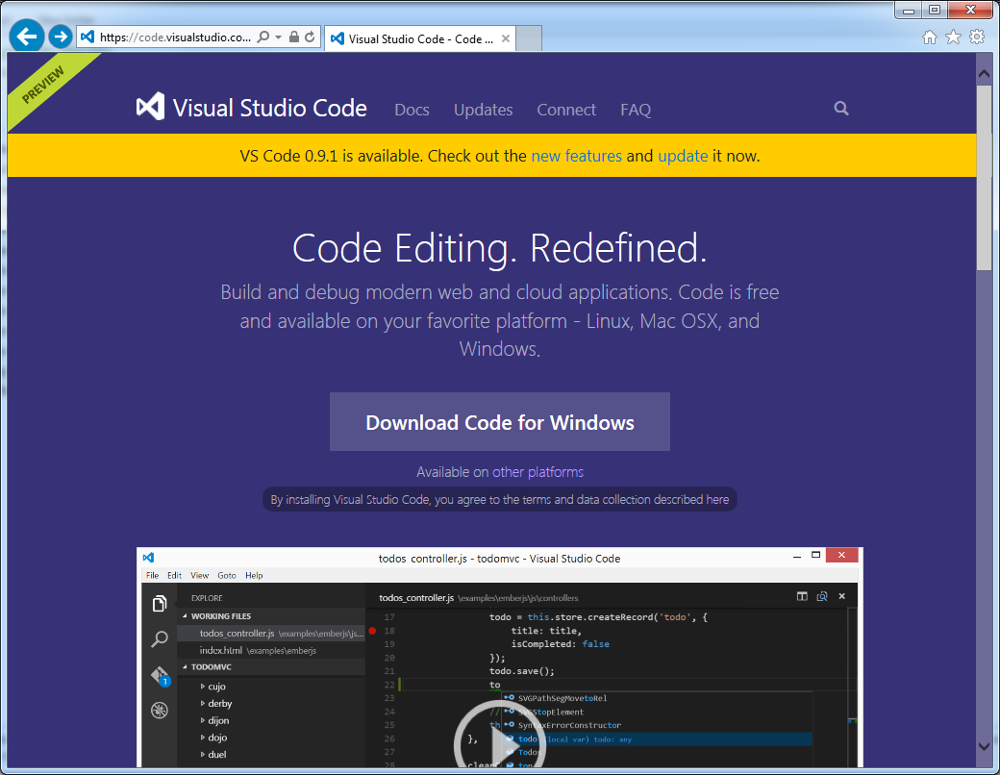 https://code.visualstudio.co...
Visual Studio Code - Code ...
PREVIEW
Visual Studio Code
Docs Updates Connect FAQ
VS Code 0.9.1 is available. Check out the new features and update it now.
Code Editing. Redefined.
Build and debug modern web and cloud applications. Code is free
and available on your favorite platform - Linux, Mac OSX, and
Windows.
Download Code for Windows
Available on other platforms
By installing Visual Studio Code, you agree to the terms and data collection described here
todos controller.js - todomvc - Visual Studio Code
File Edit View Goto Help
EXPLORE
WORKING FILES
todos_controller.js \examples\emberjs\js...
index.html \examples\emberjs
TODOMVC
cujo
derby
dijon
dojo
duel
1
todos_controller.js \examples\emberjs\js\controllers
17 todo = this.store.createRecord('todo', {
18 title: title,
19 isCompleted: false
20 });
21 todo.save();
22 to
23 SVGPathSegMovetoRel
24 // SVGStopElement
25 th SyntaxErrorConstructor
26 }, todo (local var) todo: any
27 Todos
28 clear